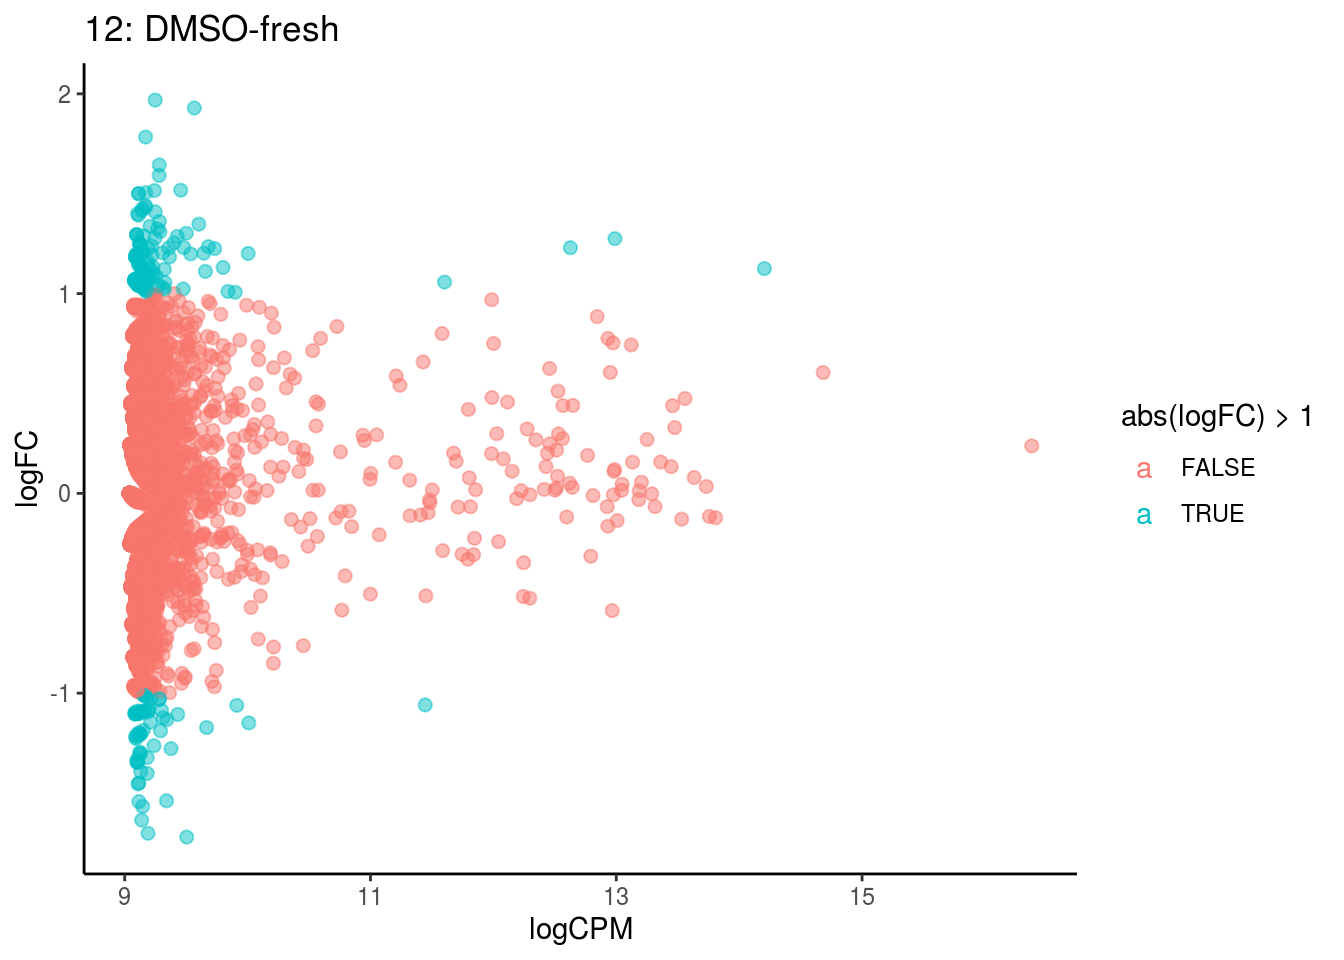 12: DMSO-fresh
2
1
0
-1
logFC
9
11
13
15
logCPM
abs(logFC) > 1
a FALSE
a TRUE